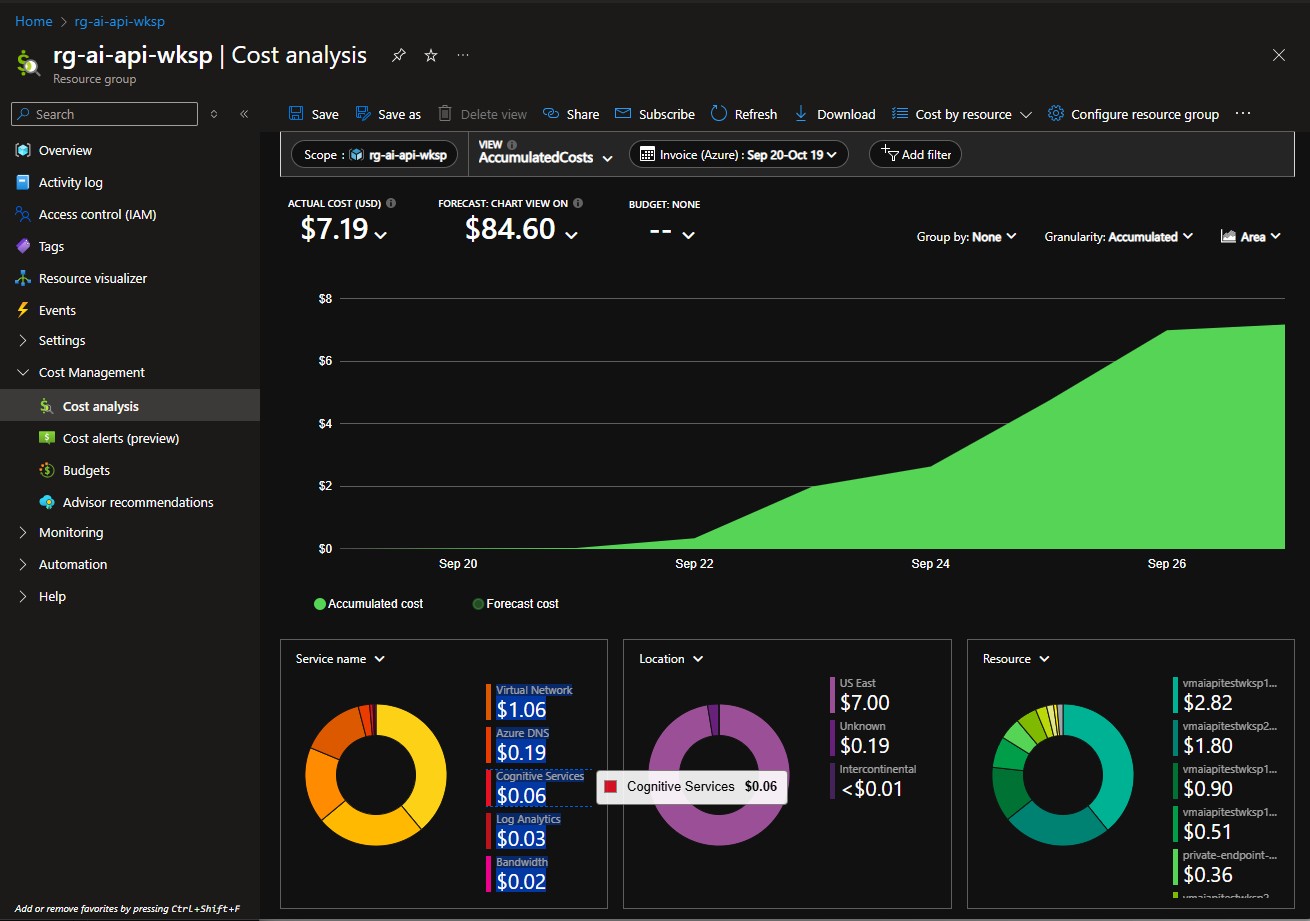 Home > rg-ai-api-wksp
rg-ai-api-wksp | Cost analysis ...
Resource group
Search
Overview
Activity log
Access control (IAM)
Tags
Resource visualizer
Events
Settings
Cost Management
Cost analysis
Cost alerts (preview)
Budgets
Advisor recommendations
Monitoring
Automation
Help
Add or remove favorites by pressing Ctrl+Shift+F
Save Save as Delete view Share Subscribe Refresh Download Cost by resource Configure resource group ...
Scope : rg-ai-api-wksp
VIEW
AccumulatedCosts
Invoice (Azure) : Sep 20-Oct 19
Add filter
ACTUAL COST (USD)
$7.19
FORECAST: CHART VIEW ON
$84.60
BUDGET: NONE
--
Group by: None
Granularity: Accumulated
Area
$8
$6
$4
$2
$0
Sep 20 Sep 22 Sep 24 Sep 26
Accumulated cost Forecast cost
Service name
Virtual Network
$1.06
Azure DNS
$0.19
Cognitive Services
$0.06
Log Analytics
$0.03
Bandwidth
$0.02
Cognitive Services $0.06
Location
US East
$7.00
Unknown
$0.19
Intercontinental
<$0.01
Resource
vmaiapitestwksp1...
$2.82
vmaiapitestwksp2...
$1.80
vmaiapitestwksp1...
$0.90
vmaiapitestwksp1...
$0.51
private-endpoint-...
$0.36